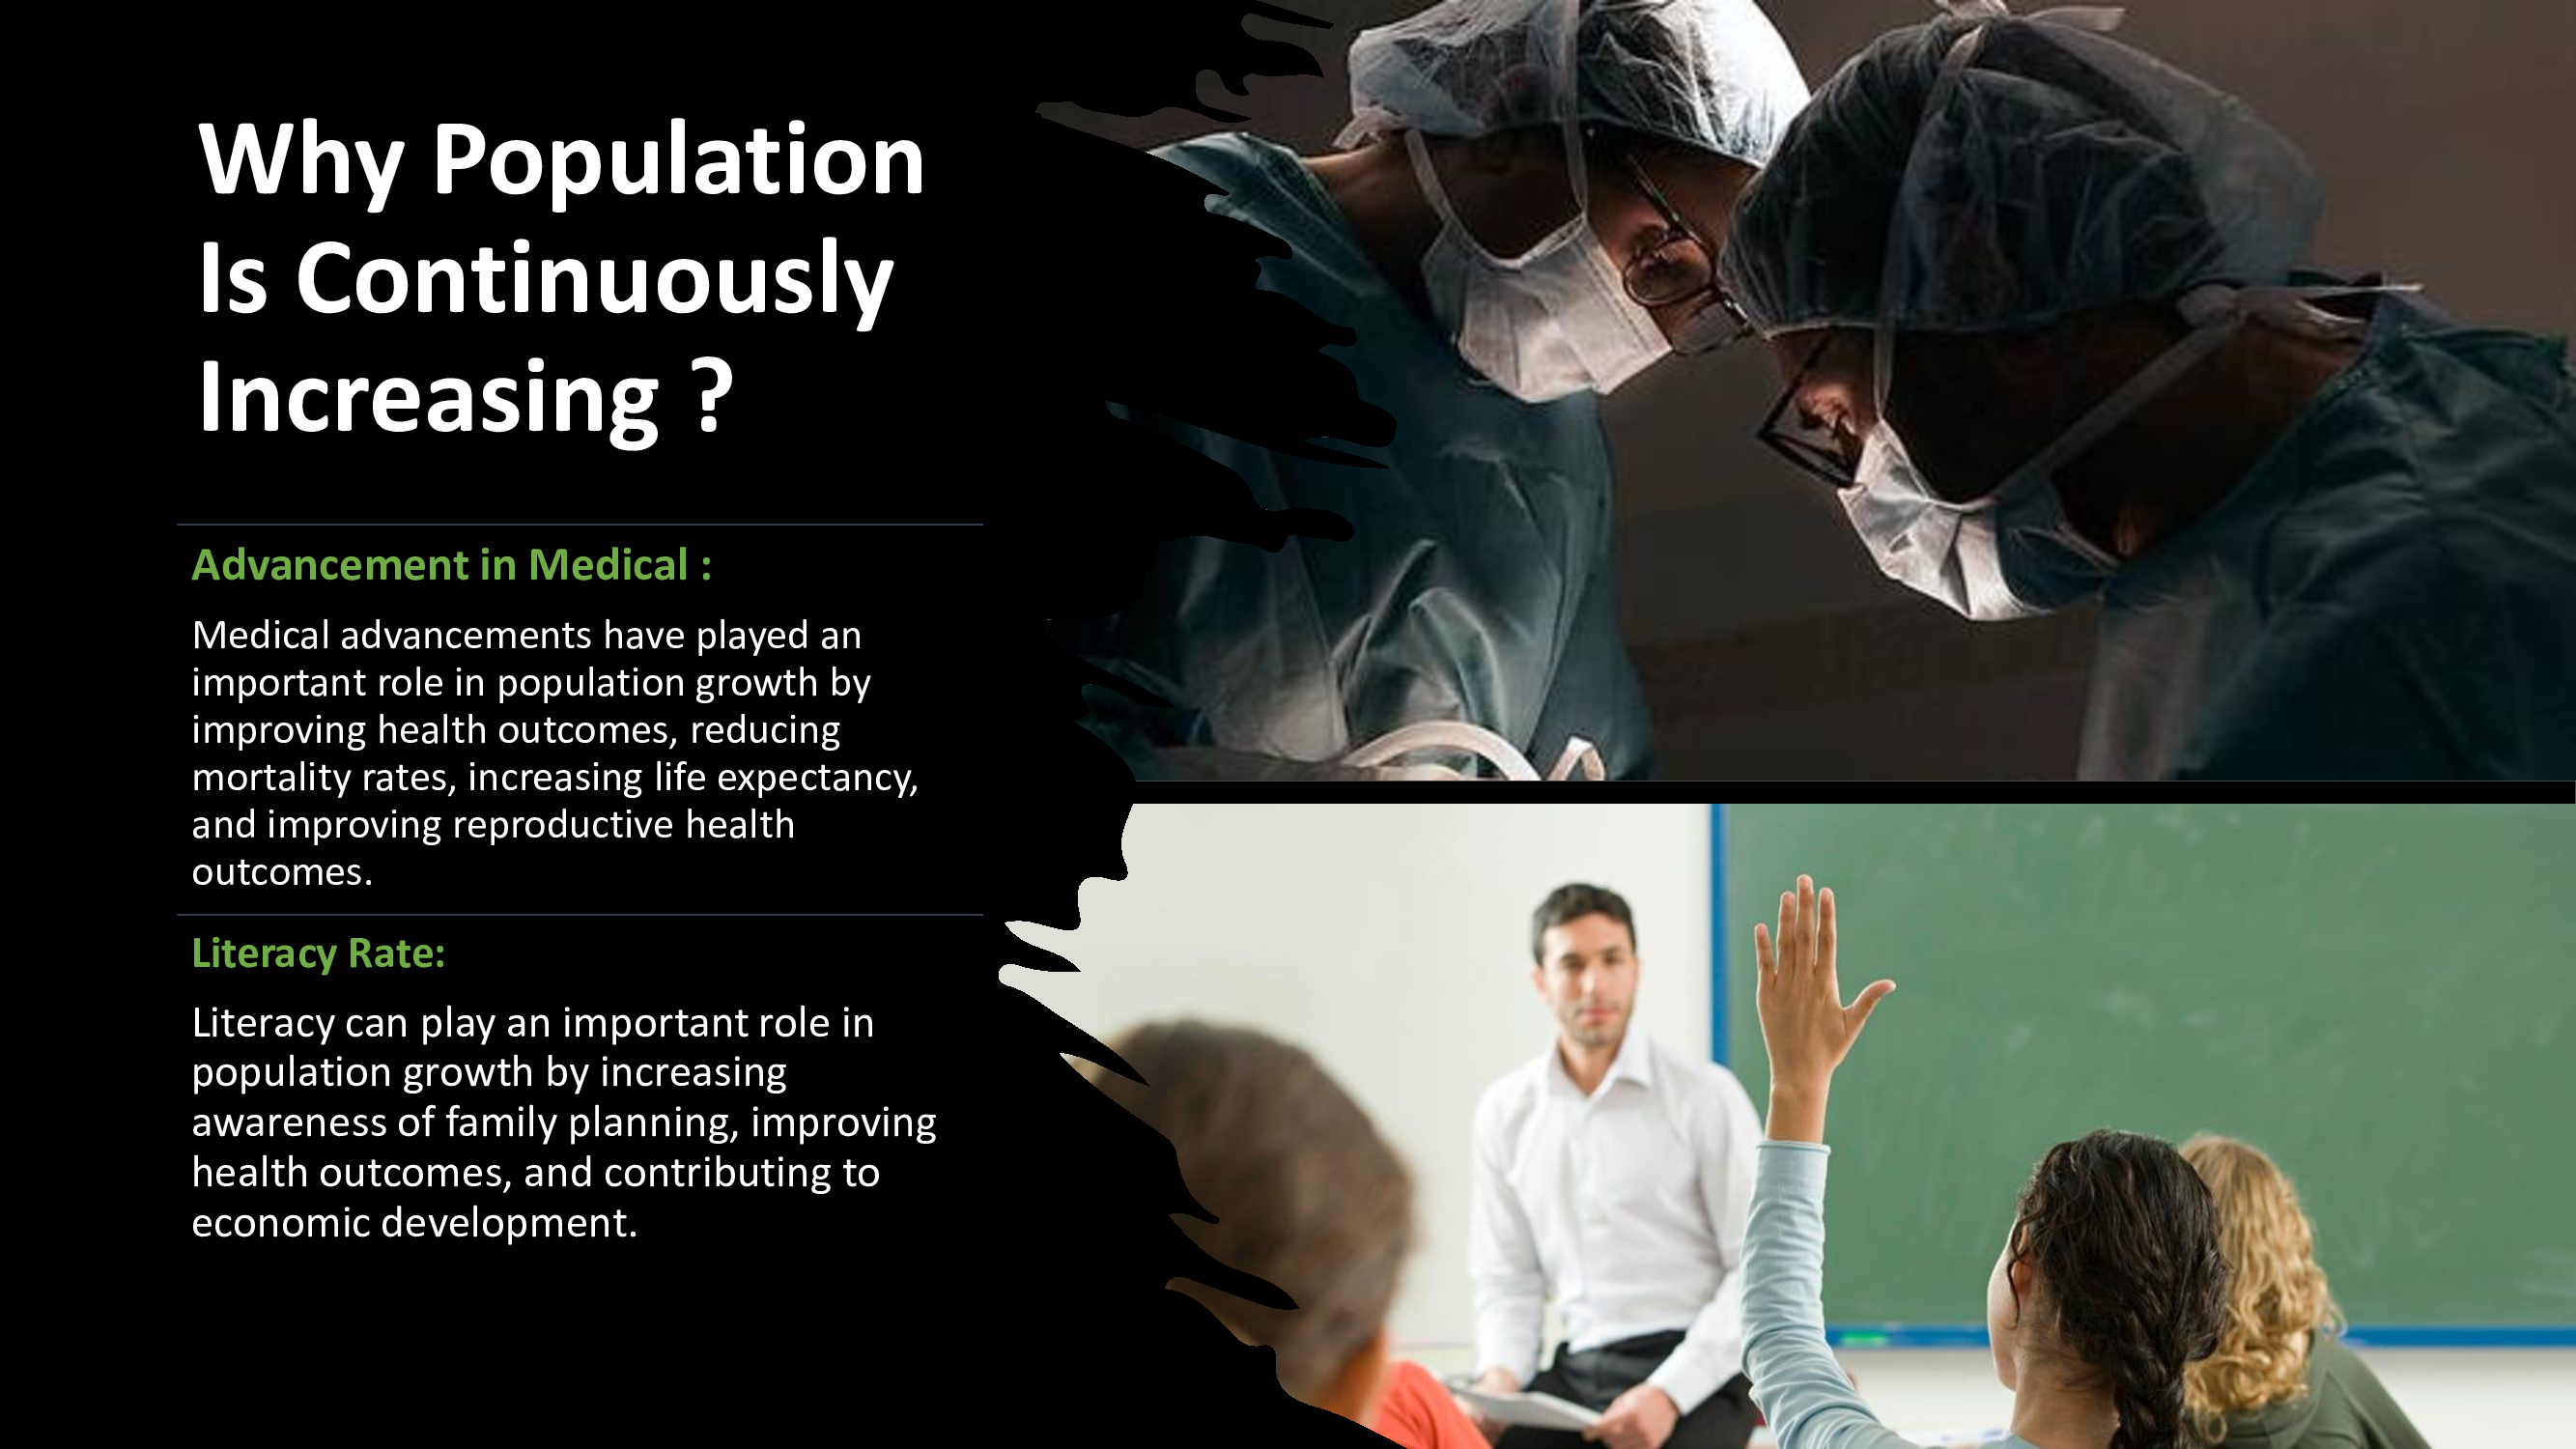 Why Population
Is Continuously
Increasing ?
Advancement in Medical :
Medical advancements have played an
important role in population growth by
improving health outcomes, reducing
mortality rates, increasing life expectancy,
and improving reproductive health
outcomes.
Literacy Rate:
Literacy can play an important role in
population growth by increasing
awareness of family planning, improving
health outcomes, and contributing to
economic development.